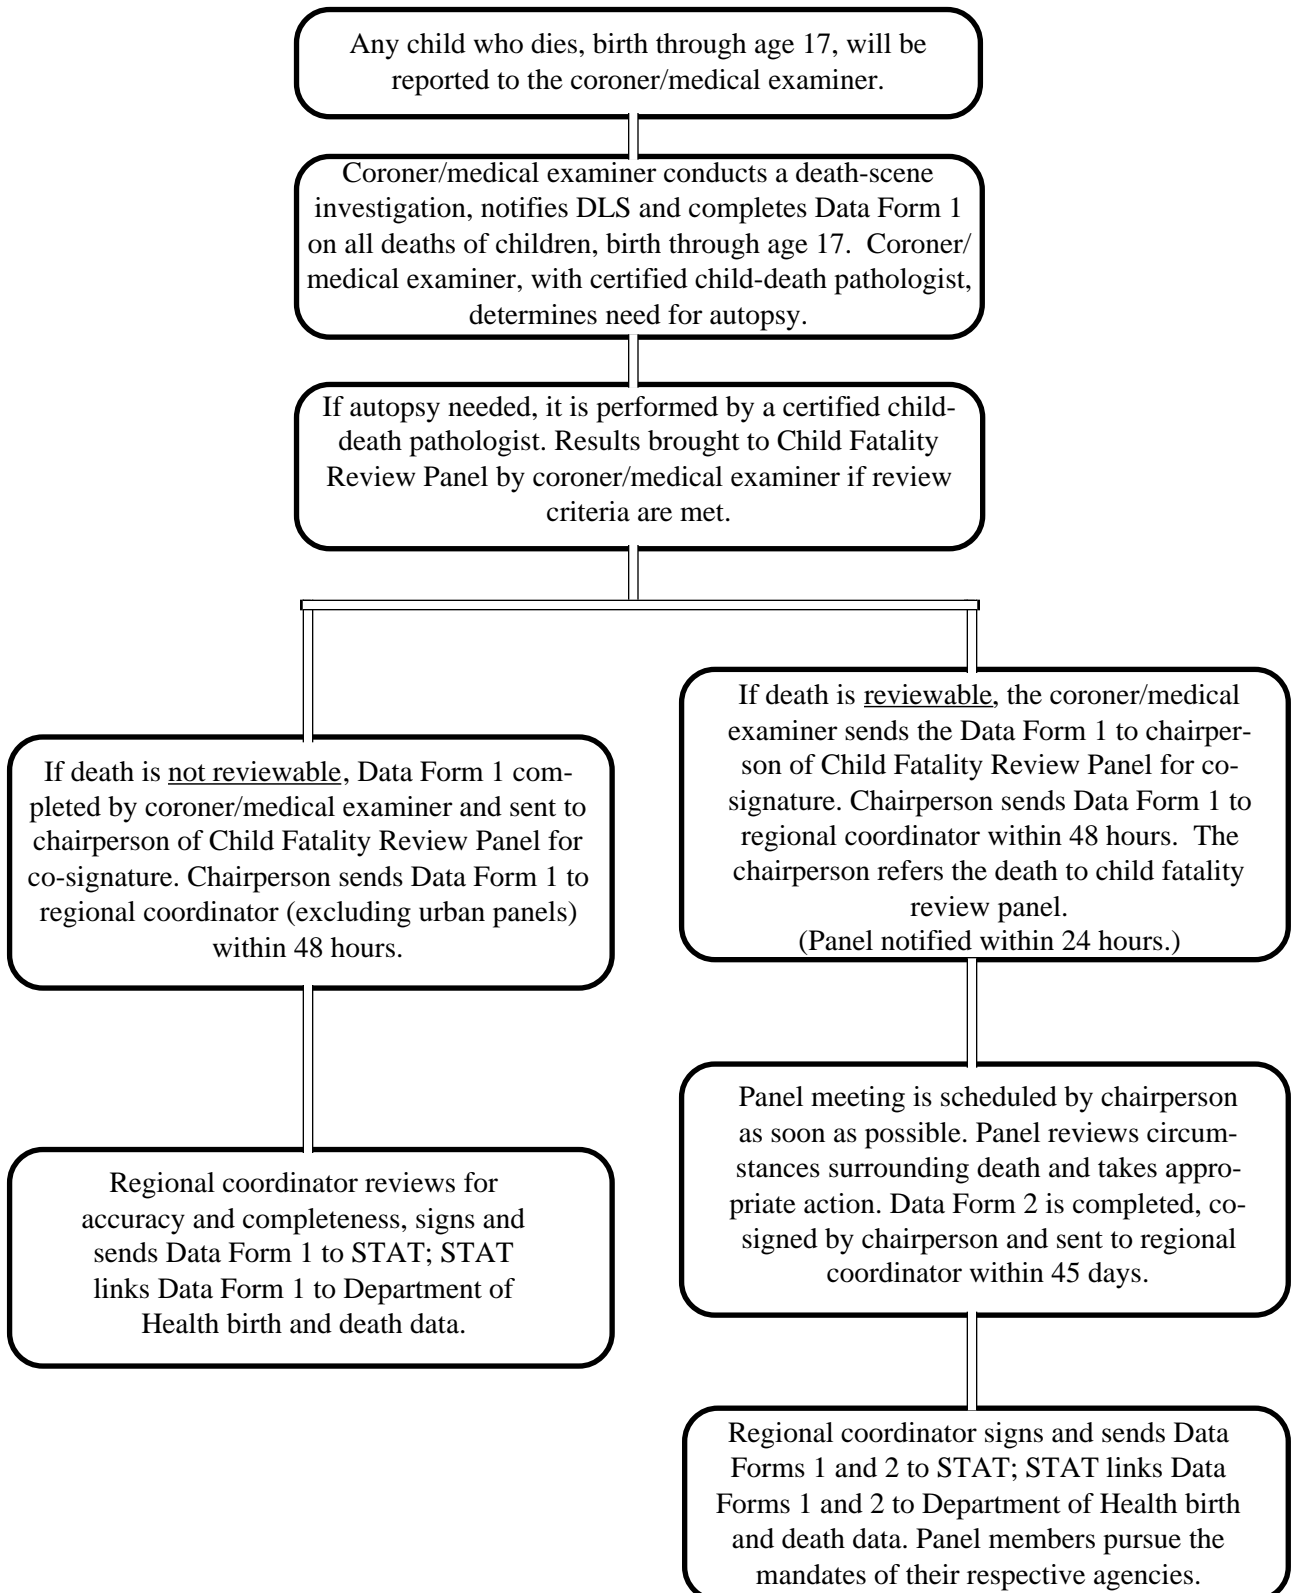 Any child who dies, birth through age 17, will be
reported to the coroner/medical examiner.
Coroner/medical examiner conducts a death-scene
investigation, notifies DLS and completes Data Form 1
on all deaths of children, birth through age 17.  Coroner/
medical examiner, with certified child-death pathologist,
determines need for autopsy.
If autopsy needed, it is performed by a certified child-
death pathologist. Results brought to Child Fatality
Review Panel by coroner/medical examiner if review
criteria are met.
If death is not reviewable, Data Form 1 com-
pleted by coroner/medical examiner and sent to
chairperson of Child Fatality Review Panel for
co-signature. Chairperson sends Data Form 1 to
regional coordinator (excluding urban panels)
within 48 hours.
Regional coordinator reviews for
accuracy and completeness, signs and
sends Data Form 1 to STAT; STAT
links Data Form 1 to Department of
Health birth and death data.
If death is reviewable, the coroner/medical
examiner sends the Data Form 1 to chairper-
son of Child Fatality Review Panel for co-
signature. Chairperson sends Data Form 1 to
regional coordinator within 48 hours.  The
chairperson refers the death to child fatality
review panel.
(Panel notified within 24 hours.)
Panel meeting is scheduled by chairperson
as soon as possible. Panel reviews circum-
stances surrounding death and takes appro-
priate action. Data Form 2 is completed, co-
signed by chairperson and sent to regional
coordinator within 45 days.
Regional coordinator signs and sends Data
Forms 1 and 2 to STAT; STAT links Data
Forms 1 and 2 to Department of Health birth
and death data. Panel members pursue the
mandates of their respective agencies.